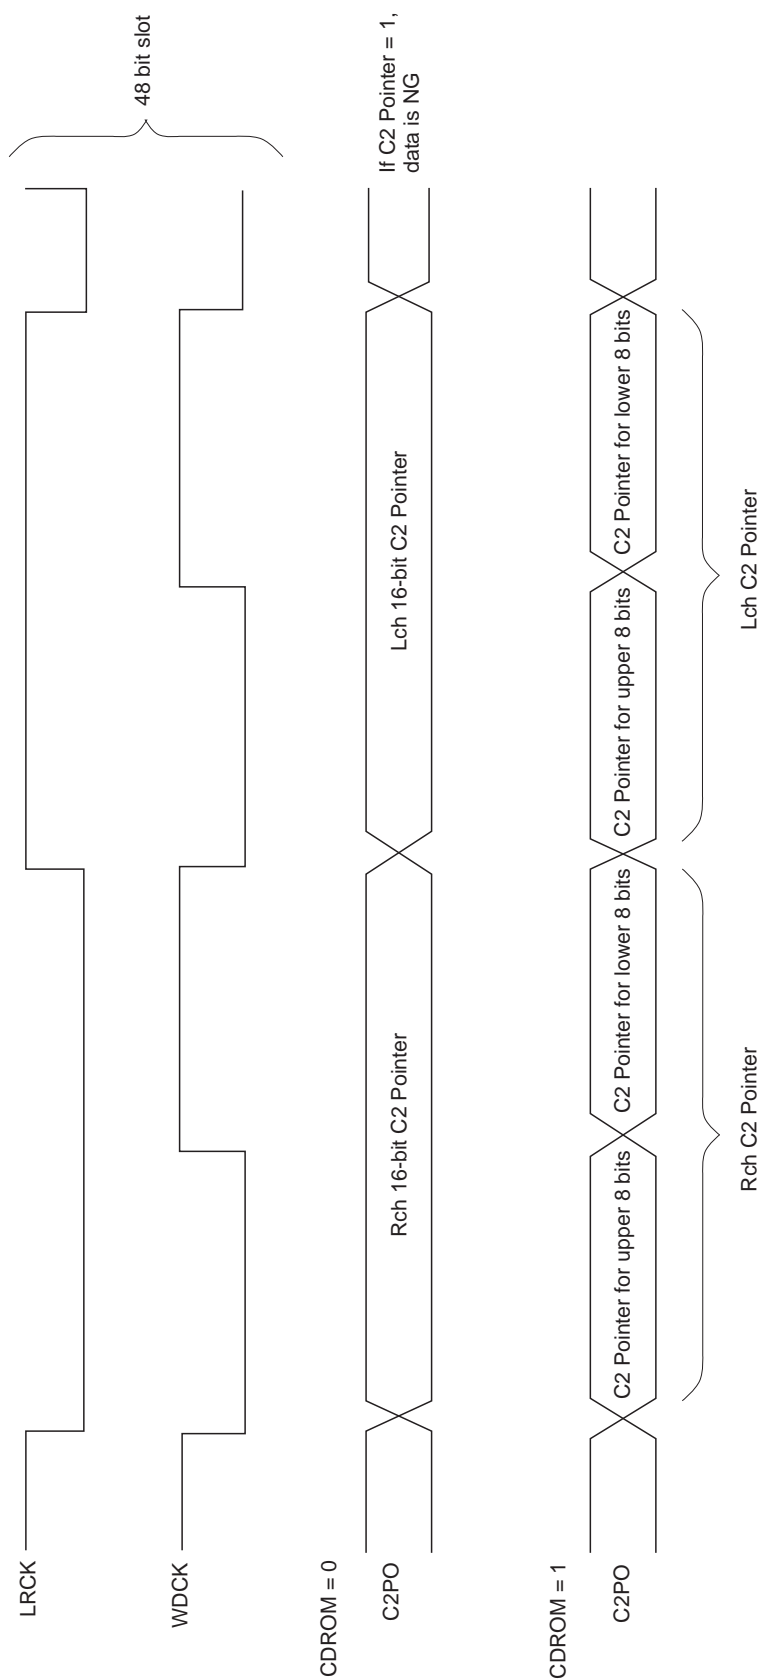 LRCK
48 bit slot
WDCK
CDROM = 0
C2PO
Rch 16-bit C2 Pointer
Lch 16-bit C2 Pointer
If C2 Pointer = 1,
data is NG
CDROM = 1
C2PO
C2 Pointer for upper 8 bits
C2 Pointer for lower 8 bits
C2 Pointer for upper 8 bits
C2 Pointer for lower 8 bits
Rch C2 Pointer
Lch C2 Pointer